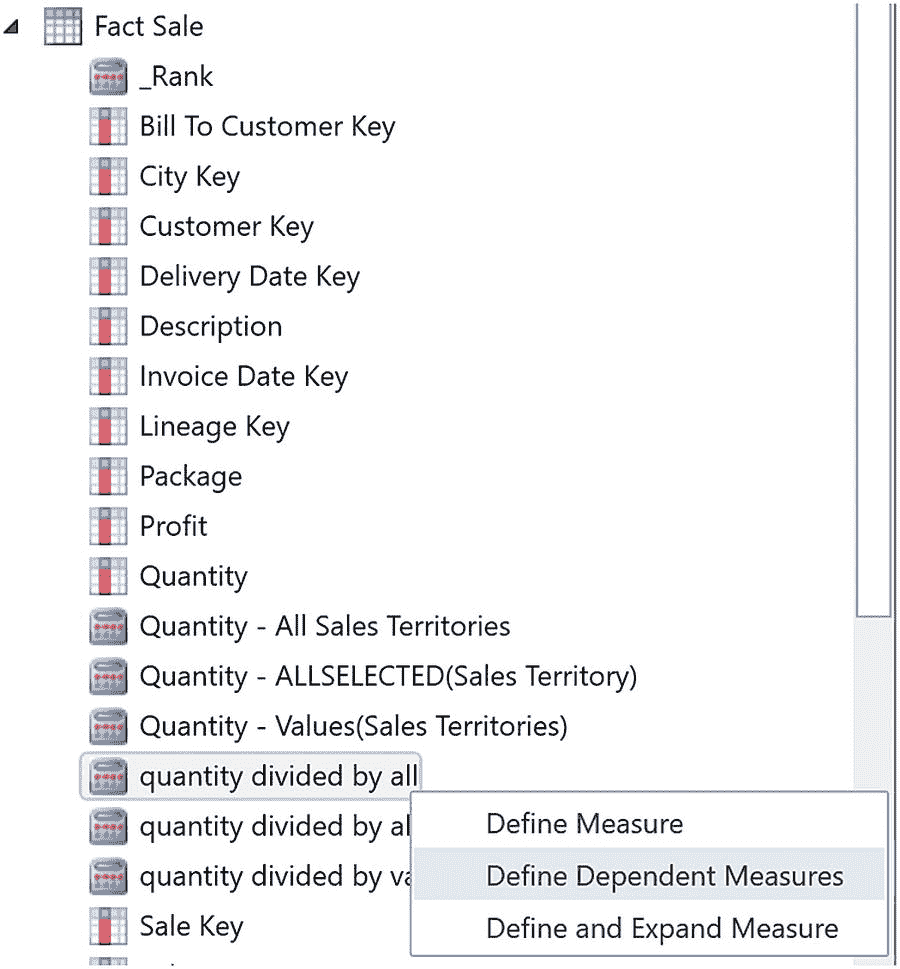 Fact Sale
_Rank
Bill To Customer Key
City Key
Customer Key
Delivery Date Key
Description
Invoice Date Key
Lineage Key
Package
Profit
Quantity
Quantity - All Sales Territories
Quantity - ALLSELECTED(Sales Territory)
Quantity - Values(Sales Territories)
quantity divided by all
quantity divided by
quantity divided by
Sale Key
Define Measure
Define Dependent Measures
Define and Expand Measure